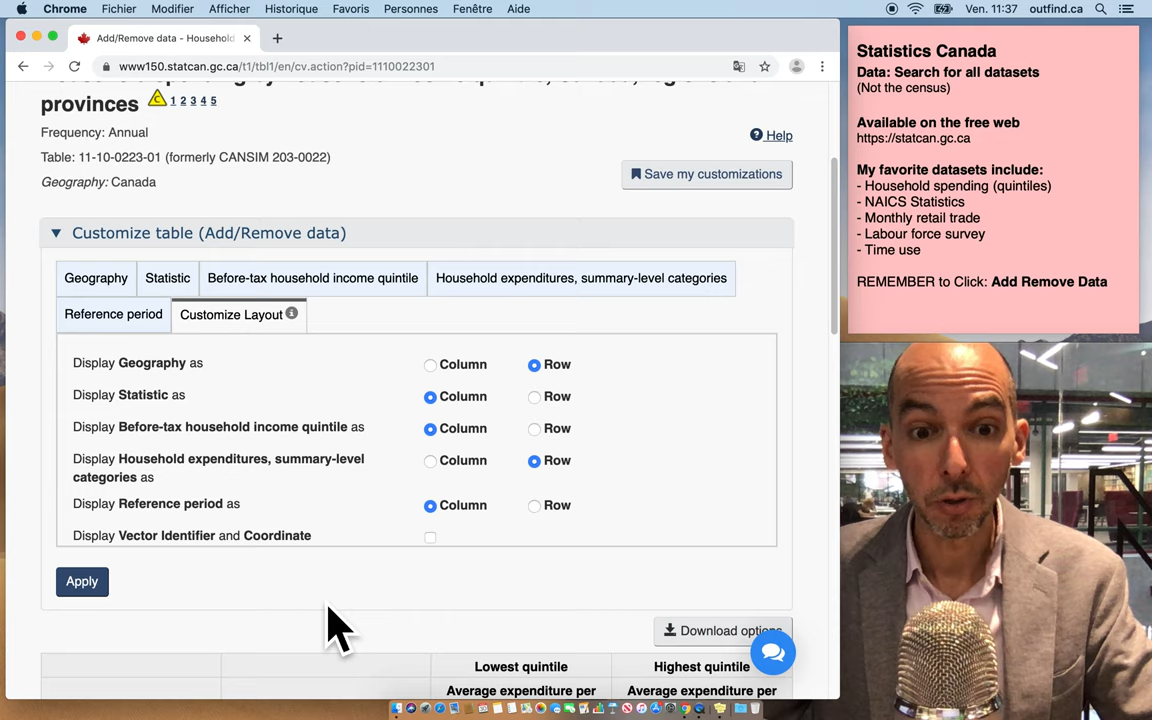 Chrome Fichier Modifier Afficher Historique Favoris Personnes Fenêtre Aide Ven. 11:37 outfind.ca
Add/Remove data - Household
www150.statcan.gc.ca/t1/tbl1/en/cv.action?pid=1110022301
provinces C 1 2 3 4 5
Frequency: Annual
Help
Table: 11-10-0223-01 (formerly CANSIM 203-0022)
Save my customizations
Geography: Canada
Customize table (Add/Remove data)
Geography Statistic Before-tax household income quintile Household expenditures, summary-level categories
Reference period Customize Layout
Display Geography as Column Row
Display Statistic as Column Row
Display Before-tax household income quintile as Column Row
Display Household expenditures, summary-level Column Row
categories as
Display Reference period as Column Row
Display Vector Identifier and Coordinate
Apply
Download options
Lowest quintile Highest quintile
Average expenditure per Average expenditure per
Statistics Canada
Data: Search for all datasets
(Not the census)
Available on the free web
https://statcan.gc.ca
My favorite datasets include:
- Household spending (quintiles)
- NAICS Statistics
- Monthly retail trade
- Labour force survey
- Time use
REMEMBER to Click: Add Remove Data